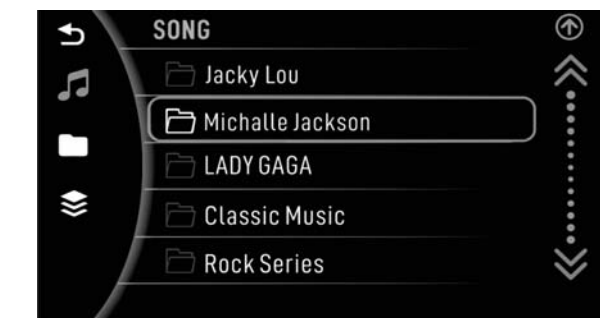 SONG
Jacky Lou
Michalle Jackson
LADY GAGA
Classic Music
Rock Series